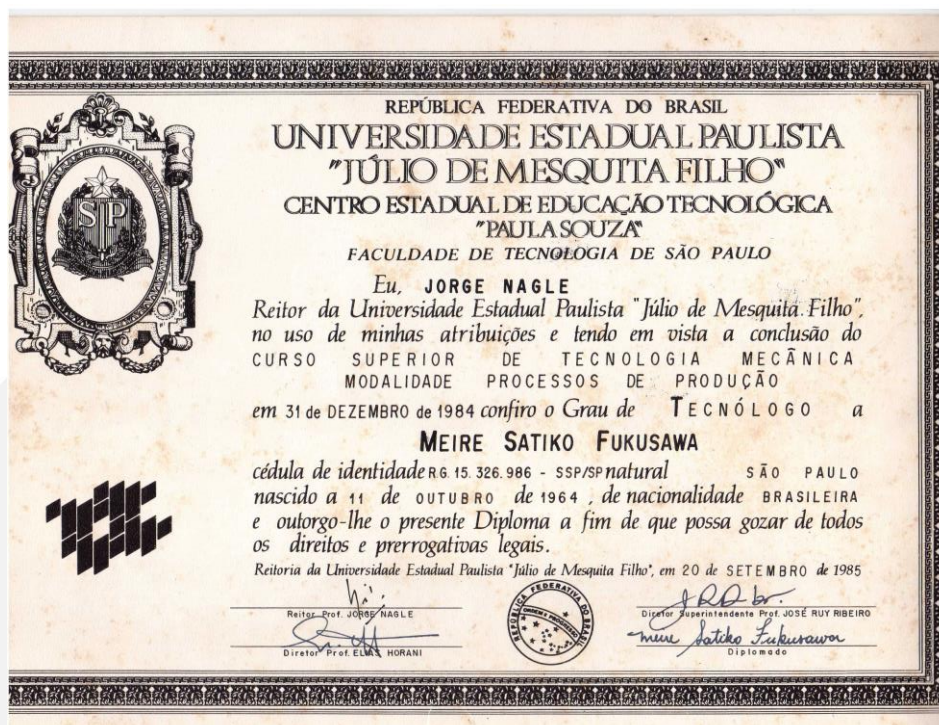 REPÚBLICA FEDERATIVA DO BRASIL
UNIVERSIDADE ESTADUAL PAULISTA
"JÚLIO DE MESQUITA FILHO"
CENTRO ESTADUAL DE EDUCAÇÃO TECNOLÓGICA
"PAULA SOUZA"
FACULDADE DE TECNOLOGIA DE SÃO PAULO
SP
Eu, JORGE NAGLE
Reitor da Universidade Estadual Paulista "Júlio de Mesquita Filho",
no uso de minhas atribuições e tendo em vista a conclusão do
CURSO SUPERIOR DE TECNOLOGIA MECÂNICA
MODALIDADE PROCESSOS DE PRODUÇÃO
em 31 de DEZEMBRO de 1984 confiro o Grau de TECNÓLOGO a
MEIRE SATIKO FUKUSAWA
cédula de identidade R.G. 15.326.986 - SSP/SP natural SÃO PAULO
nascido a 11 de OUTUBRO de 1964, de nacionalidade BRASILEIRA
e outorgo-lhe o presente Diploma a fim de que possa gozar de todos
os direitos e prerrogativas legais.
Reitoria da Universidade Estadual Paulista "Júlio de Mesquita Filho", em 20 de SETEMBRO de 1985
Reitor Prof. JORGE NAGLE
Diretor Superintendente Prof. JOSÉ RUY RIBEIRO
REPÚBLICA FEDERATIVA DO BRASIL
ORDEM E PROGRESSO
Meire Satiko Fukusawa
Diretor Prof. ELIAS HORANI
Diplomado